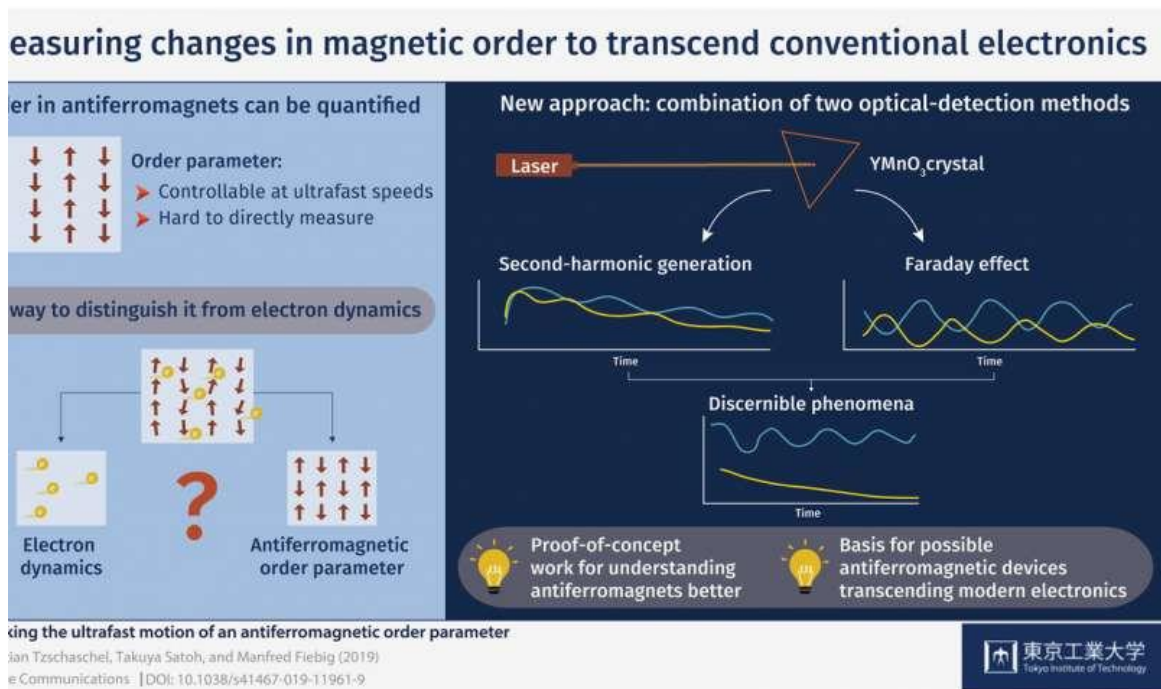 easuring changes in magnetic order to transcend conventional electronics
er in antiferromagnets can be quantified
Order parameter:
Controllable at ultrafast speeds
Hard to directly measure
way to distinguish it from electron dynamics
?
Electron
dynamics
Antiferromagnetic
order parameter
New approach: combination of two optical-detection methods
Laser
YMnO₃crystal
Second-harmonic generation
Time
Faraday effect
Time
Discernible phenomena
Time
Proof-of-concept
work for understanding
antiferromagnets better
Basis for possible
antiferromagnetic devices
transcending modern electronics
king the ultrafast motion of an antiferromagnetic order parameter
ian Tzschaschel, Takuya Satoh, and Manfred Fiebig (2019)
e Communications | DOI: 10.1038/s41467-019-11961-9
東京工業大学
Tokyo Institute of Technology